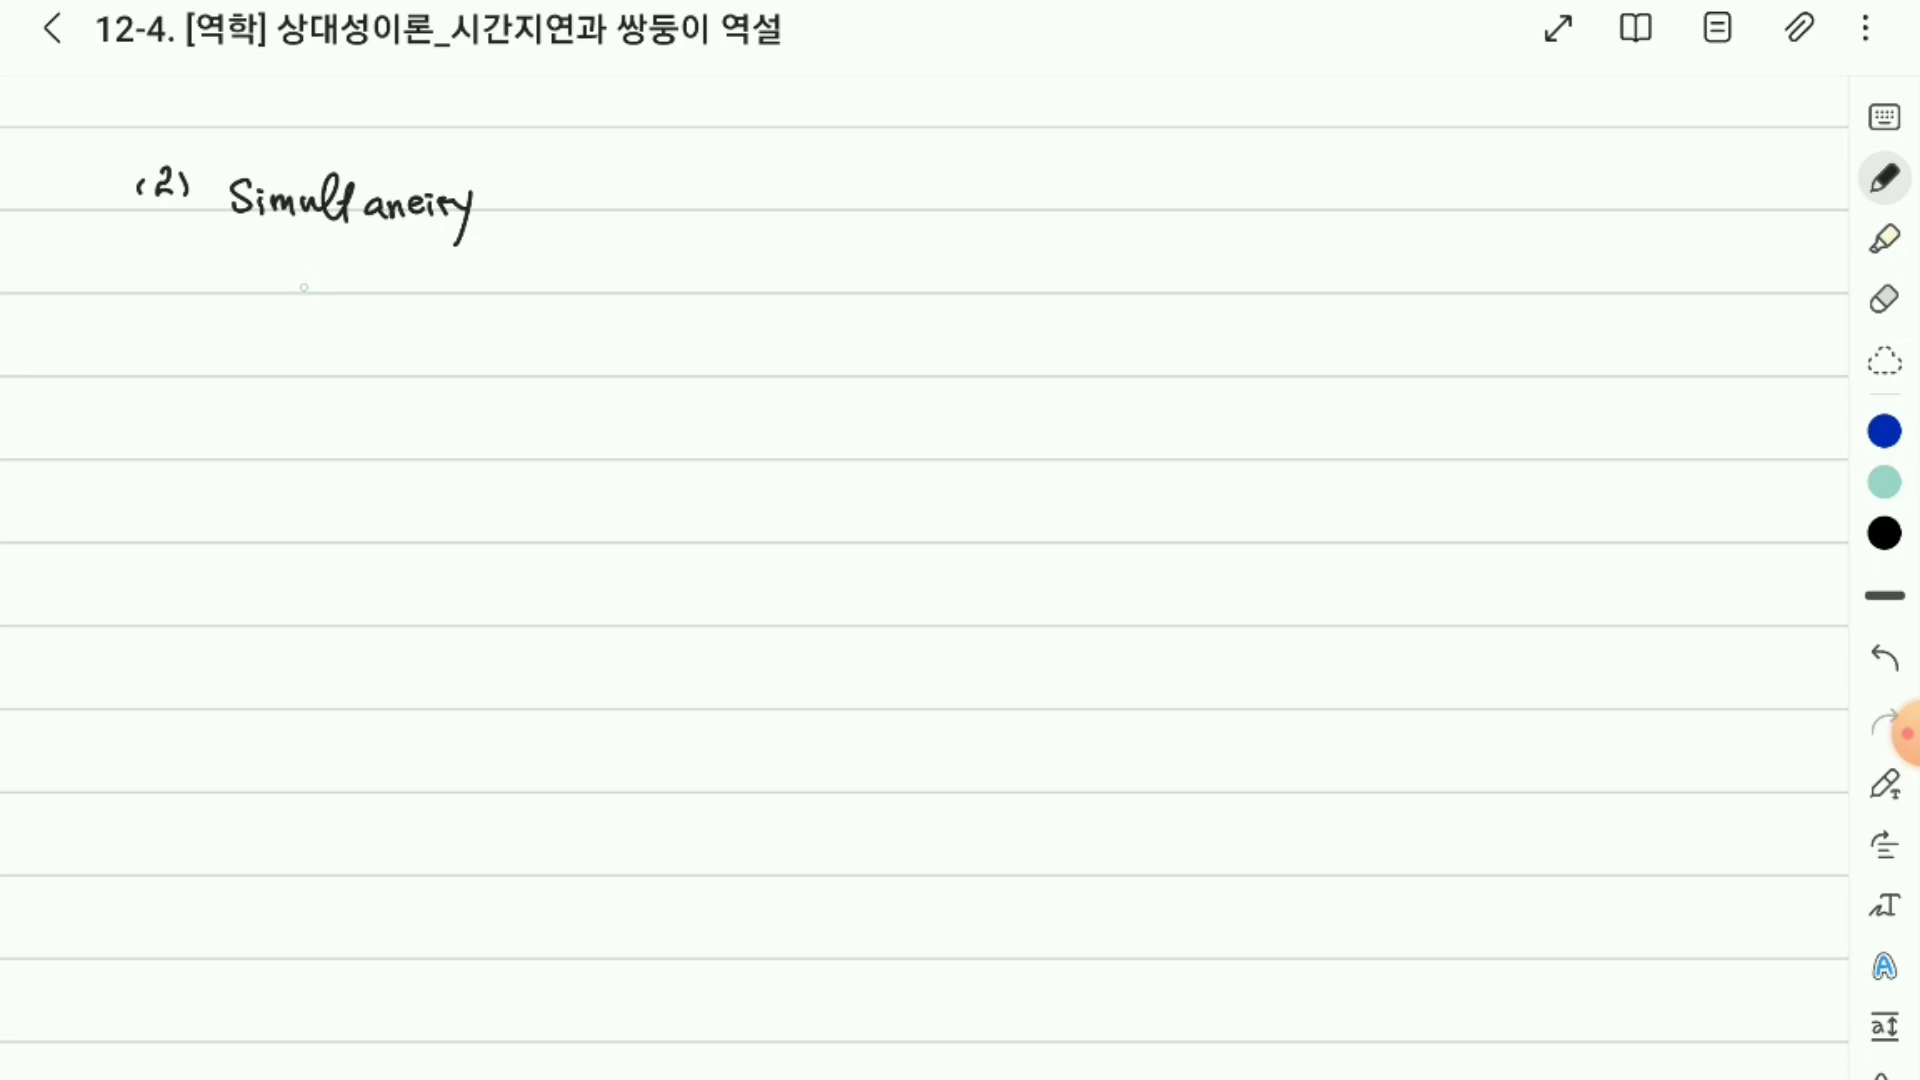 12-4. [역학] 상대성이론_시간지연과 쌍둥이 역설
(2) Simultaneity